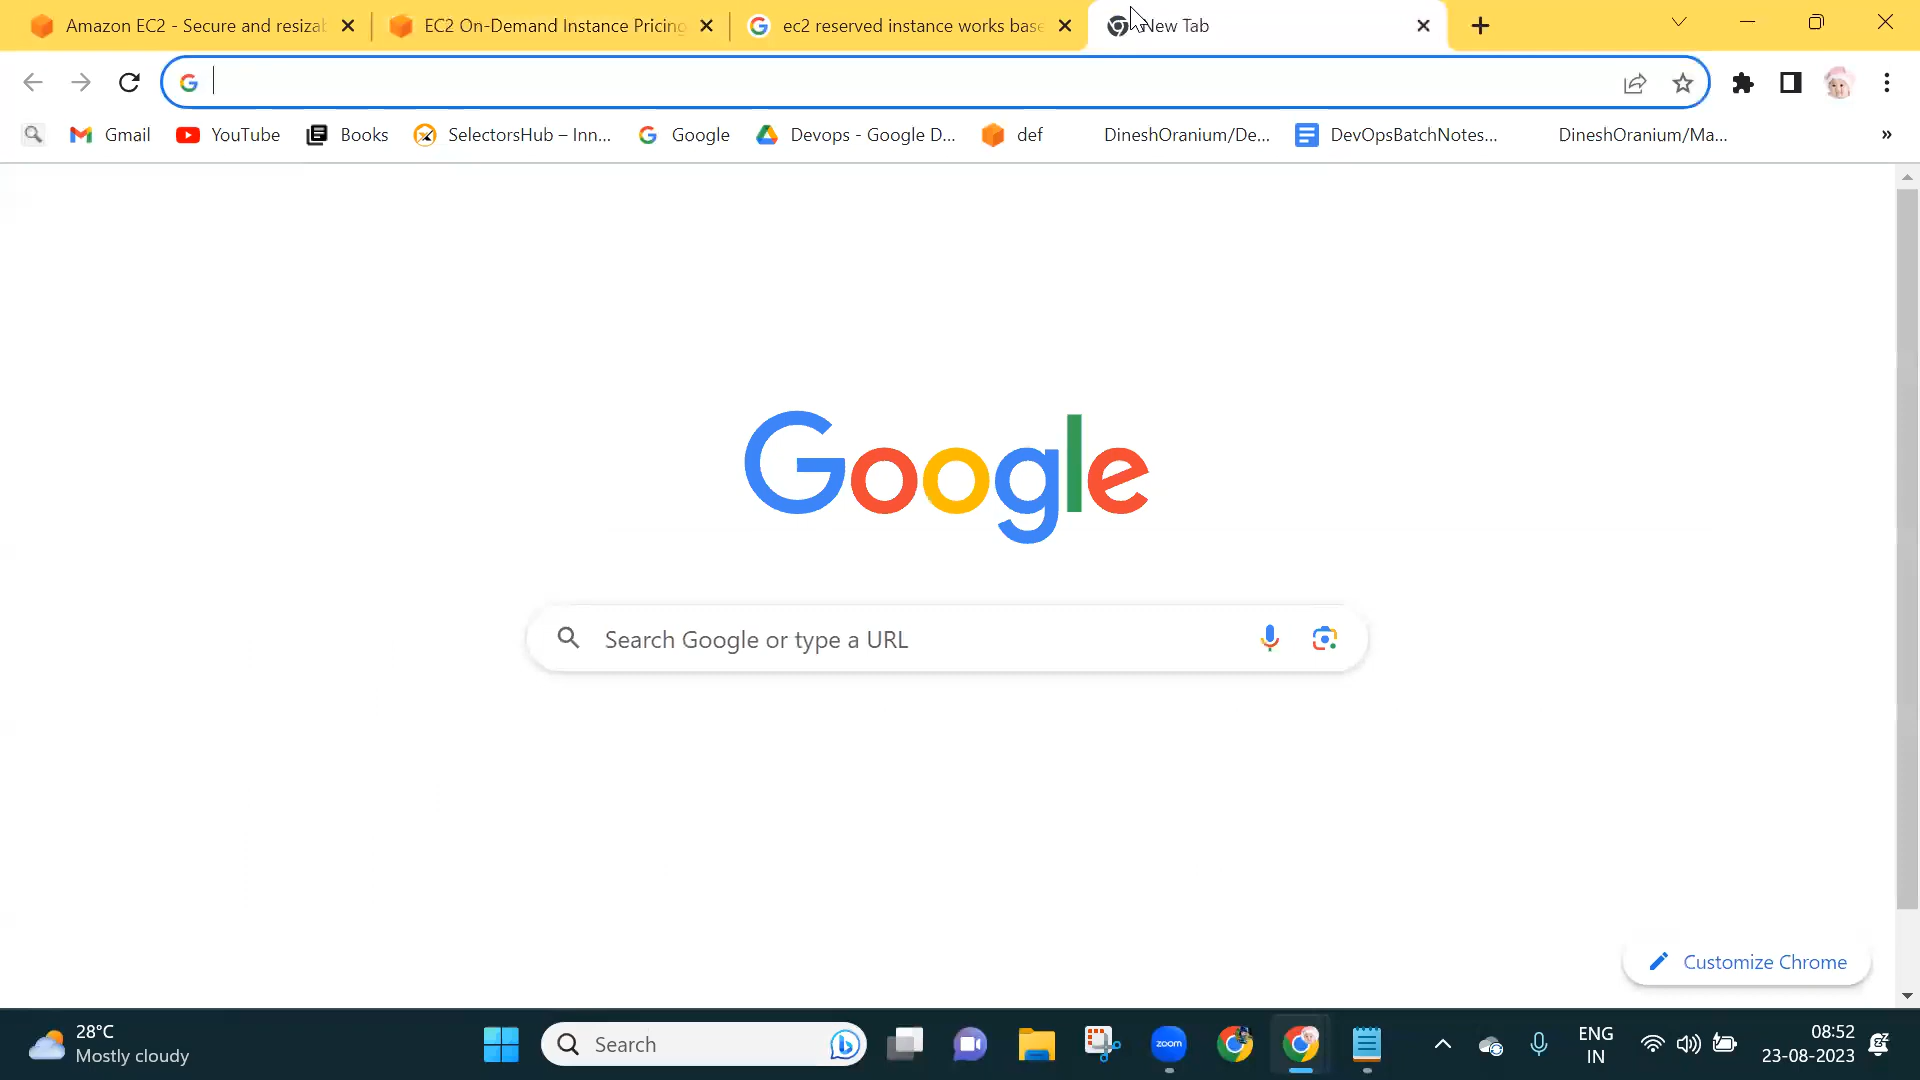 Amazon EC2 - Secure and resizab
EC2 On-Demand Instance Pricing
ec2 reserved instance works base
New Tab
Gmail
YouTube
Books
SelectorsHub – Inn...
Google
Devops - Google D...
def
DineshOranium/De...
DevOpsBatchNotes...
DineshOranium/Ma...
»
Google
Search Google or type a URL
Customize Chrome
28°C
Mostly cloudy
Search
zoom
ENG
IN
08:52
23-08-2023